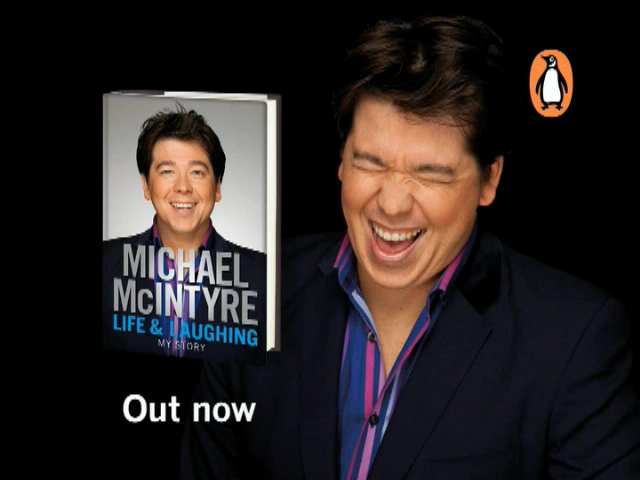 MICHAEL
McINTYRE
LIFE & LAUGHING
MY STORY
Out now